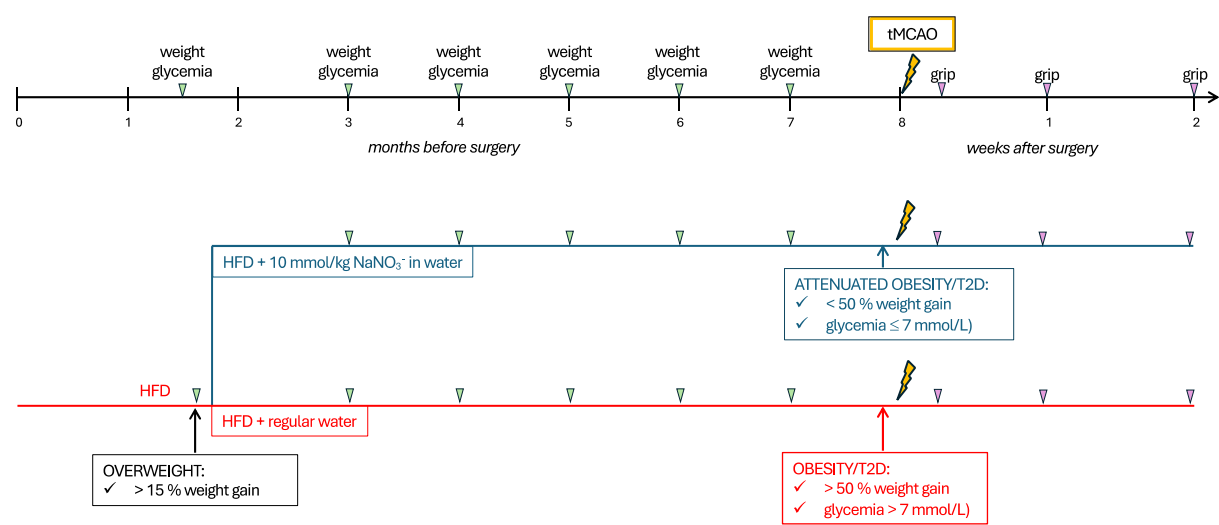 tMCAO
weight
glycemia
weight
glycemia
weight
glycemia
weight
glycemia
weight
glycemia
weight
glycemia
grip
grip
grip
0 1 2 3 4 5 6 7 8 1 2
months before surgery
weeks after surgery
HFD + 10 mmol/kg NaNO₃⁻ in water
ATTENUATED OBESITY/T2D:
✓ < 50 % weight gain
✓ glycemia ≤ 7 mmol/L)
HFD
HFD + regular water
OVERWEIGHT:
✓ > 15 % weight gain
OBESITY/T2D:
✓ > 50 % weight gain
✓ glycemia > 7 mmol/L)